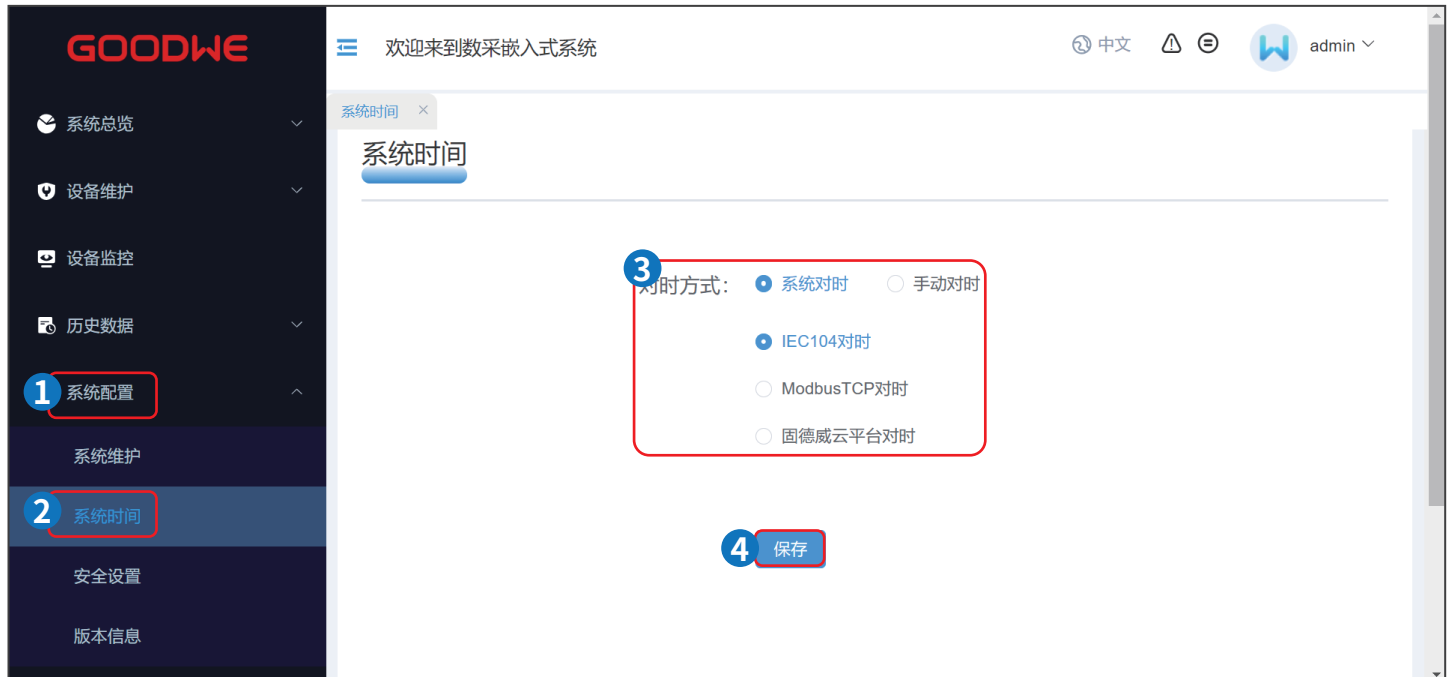 GOODWE
欢迎来到数采嵌入式系统
中文
admin
系统总览
设备维护
设备监控
历史数据
1 系统配置
系统维护
2 系统时间
安全设置
版本信息
系统时间 ×
系统时间
3
对时方式： 系统对时 手动对时
IEC104对时
ModbusTCP对时
固德威云平台对时
4 保存